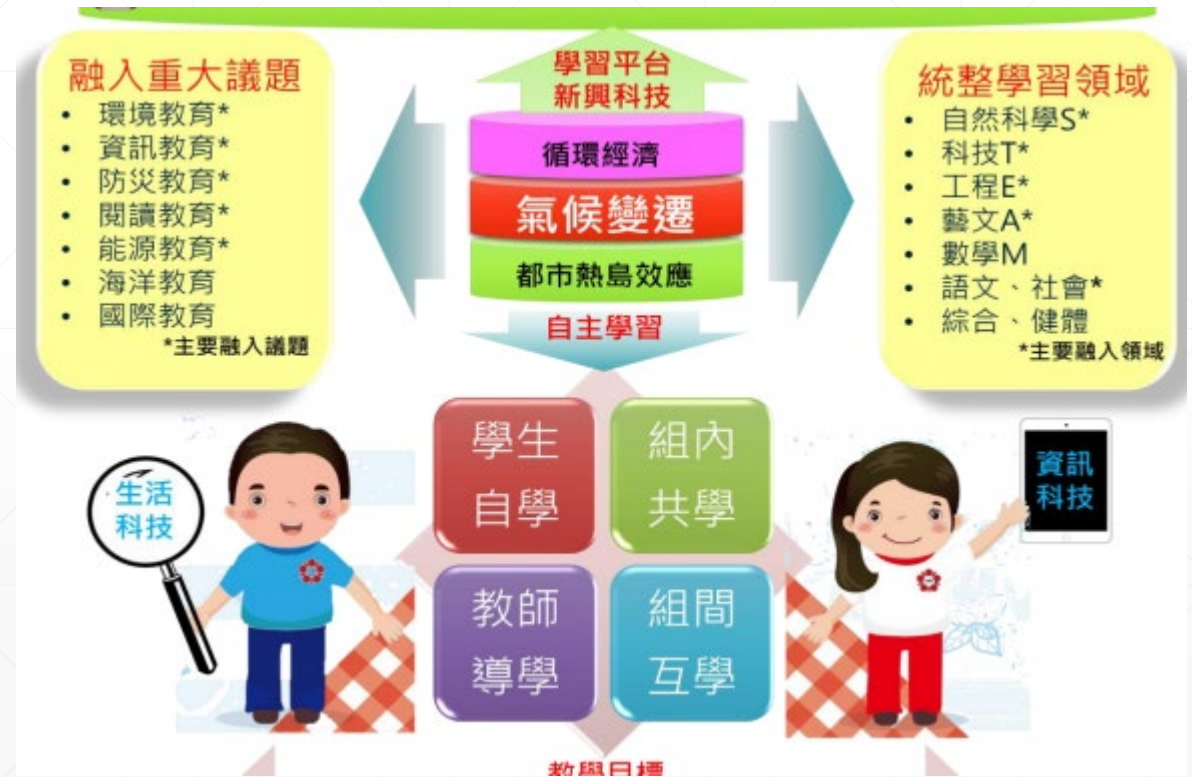 融入重大議題
• 環境教育*
• 資訊教育*
• 防災教育*
• 閱讀教育*
• 能源教育*
• 海洋教育
• 國際教育
*主要融入議題
學習平台
新興科技
循環經濟
氣候變遷
都市熱島效應
自主學習
統整學習領域
• 自然科學S*
• 科技T*
• 工程E*
• 藝文A*
• 數學M
• 語文、社會*
• 綜合、健體
*主要融入領域
生活
科技
學生
自學
組內
共學
教師
導學
組間
互學
資訊
科技
教學目標